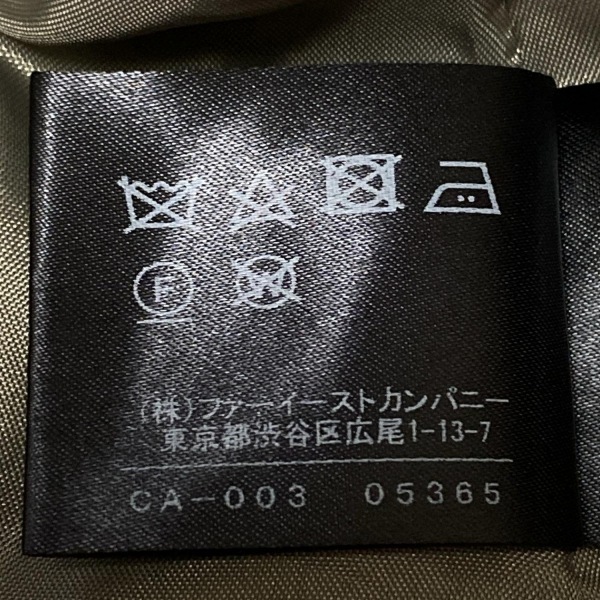 F W
(株)ファーイーストカンパニー
東京都渋谷区広尾1-13-7
CA-003 05365